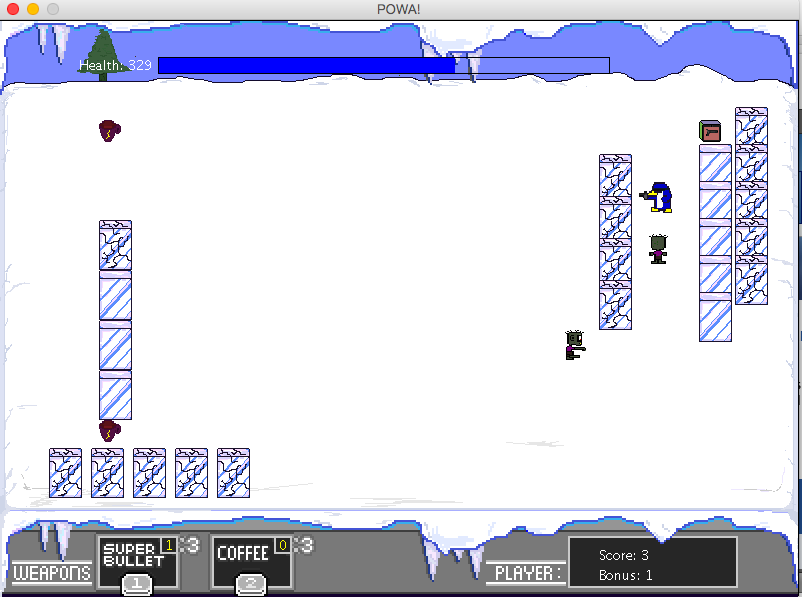 POWA!
Health: 329
SUPER BULLET 1 :3
COFFEE 0 :3
WEAPONS
1
2
PLAYER:
Score: 3
Bonus: 1